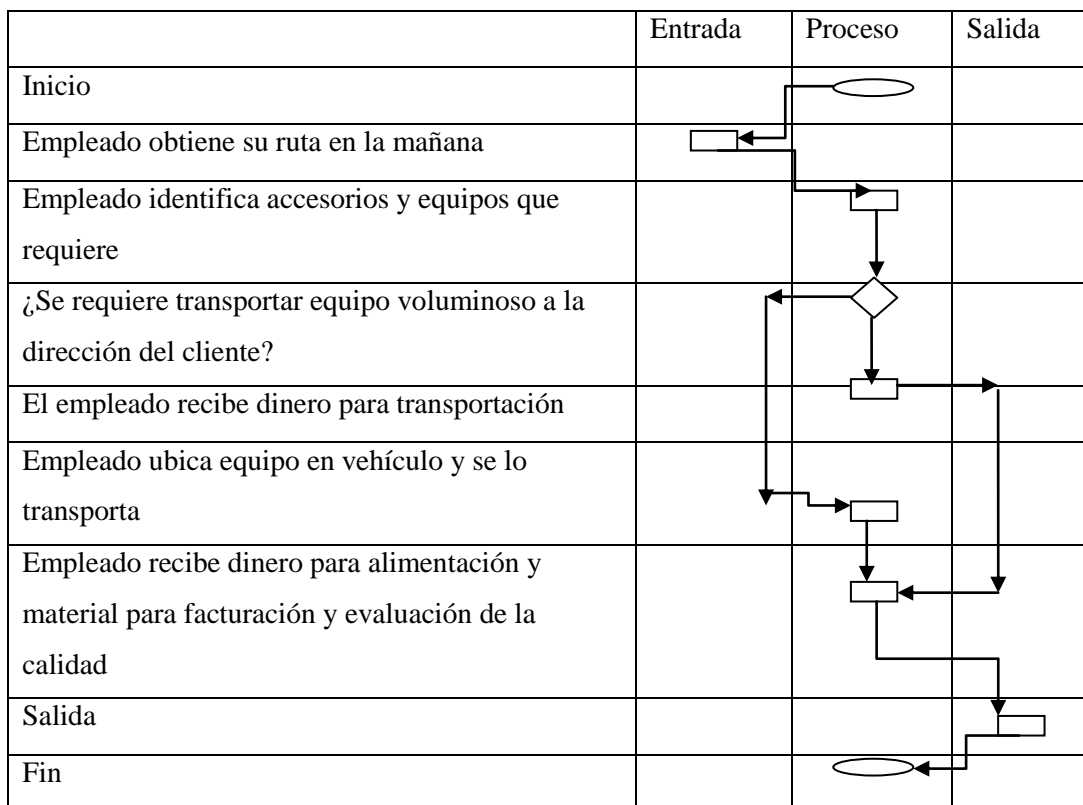 Entrada Proceso Salida
Inicio
Empleado obtiene su ruta en la mañana
Empleado identifica accesorios y equipos que
requiere
¿Se requiere transportar equipo voluminoso a la
dirección del cliente?
El empleado recibe dinero para transportación
Empleado ubica equipo en vehículo y se lo
transporta
Empleado recibe dinero para alimentación y
material para facturación y evaluación de la
calidad
Salida
Fin